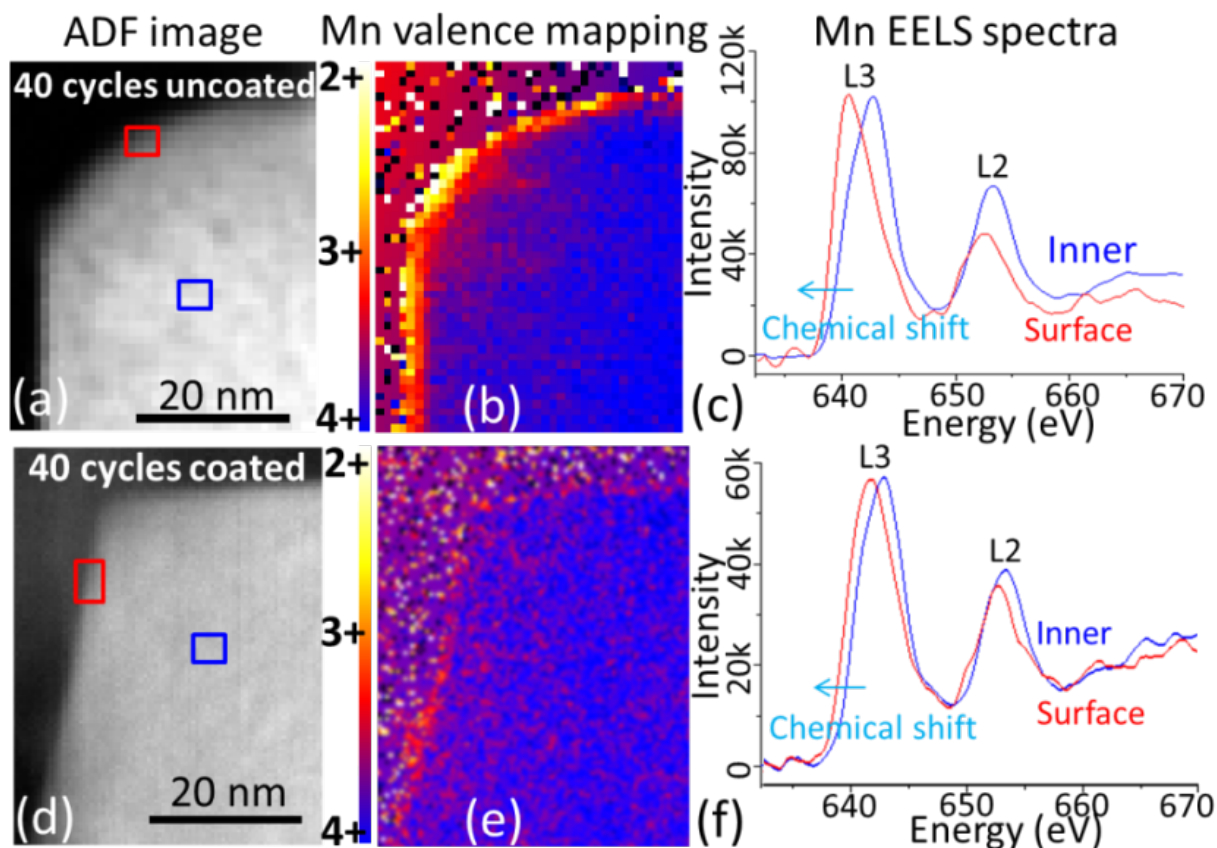 ADF image
Mn valence mapping
Mn EELS spectra
40 cycles uncoated
20 nm
(a)
2+
3+
4+
(b)
(c)
Intensity
120k
80k
40k
0
L3
L2
Inner
Surface
Chemical shift
640 650 660 670
Energy (eV)
40 cycles coated
20 nm
(d)
2+
3+
4+
(e)
(f)
Intensity
60k
40k
20k
0
L3
L2
Inner
Surface
Chemical shift
640 650 660 670
Energy (eV)